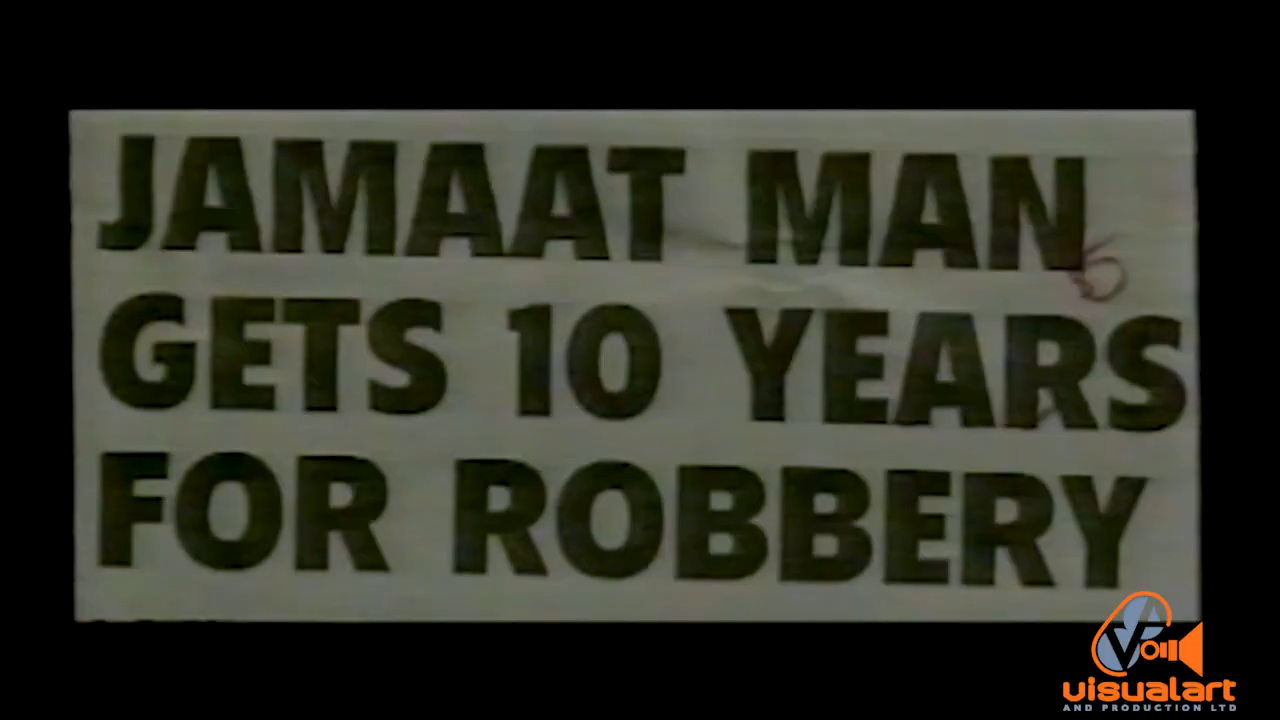 JAMAAT MAN
GETS 10 YEARS
FOR ROBBERY
visualart
AND PRODUCTION LTD